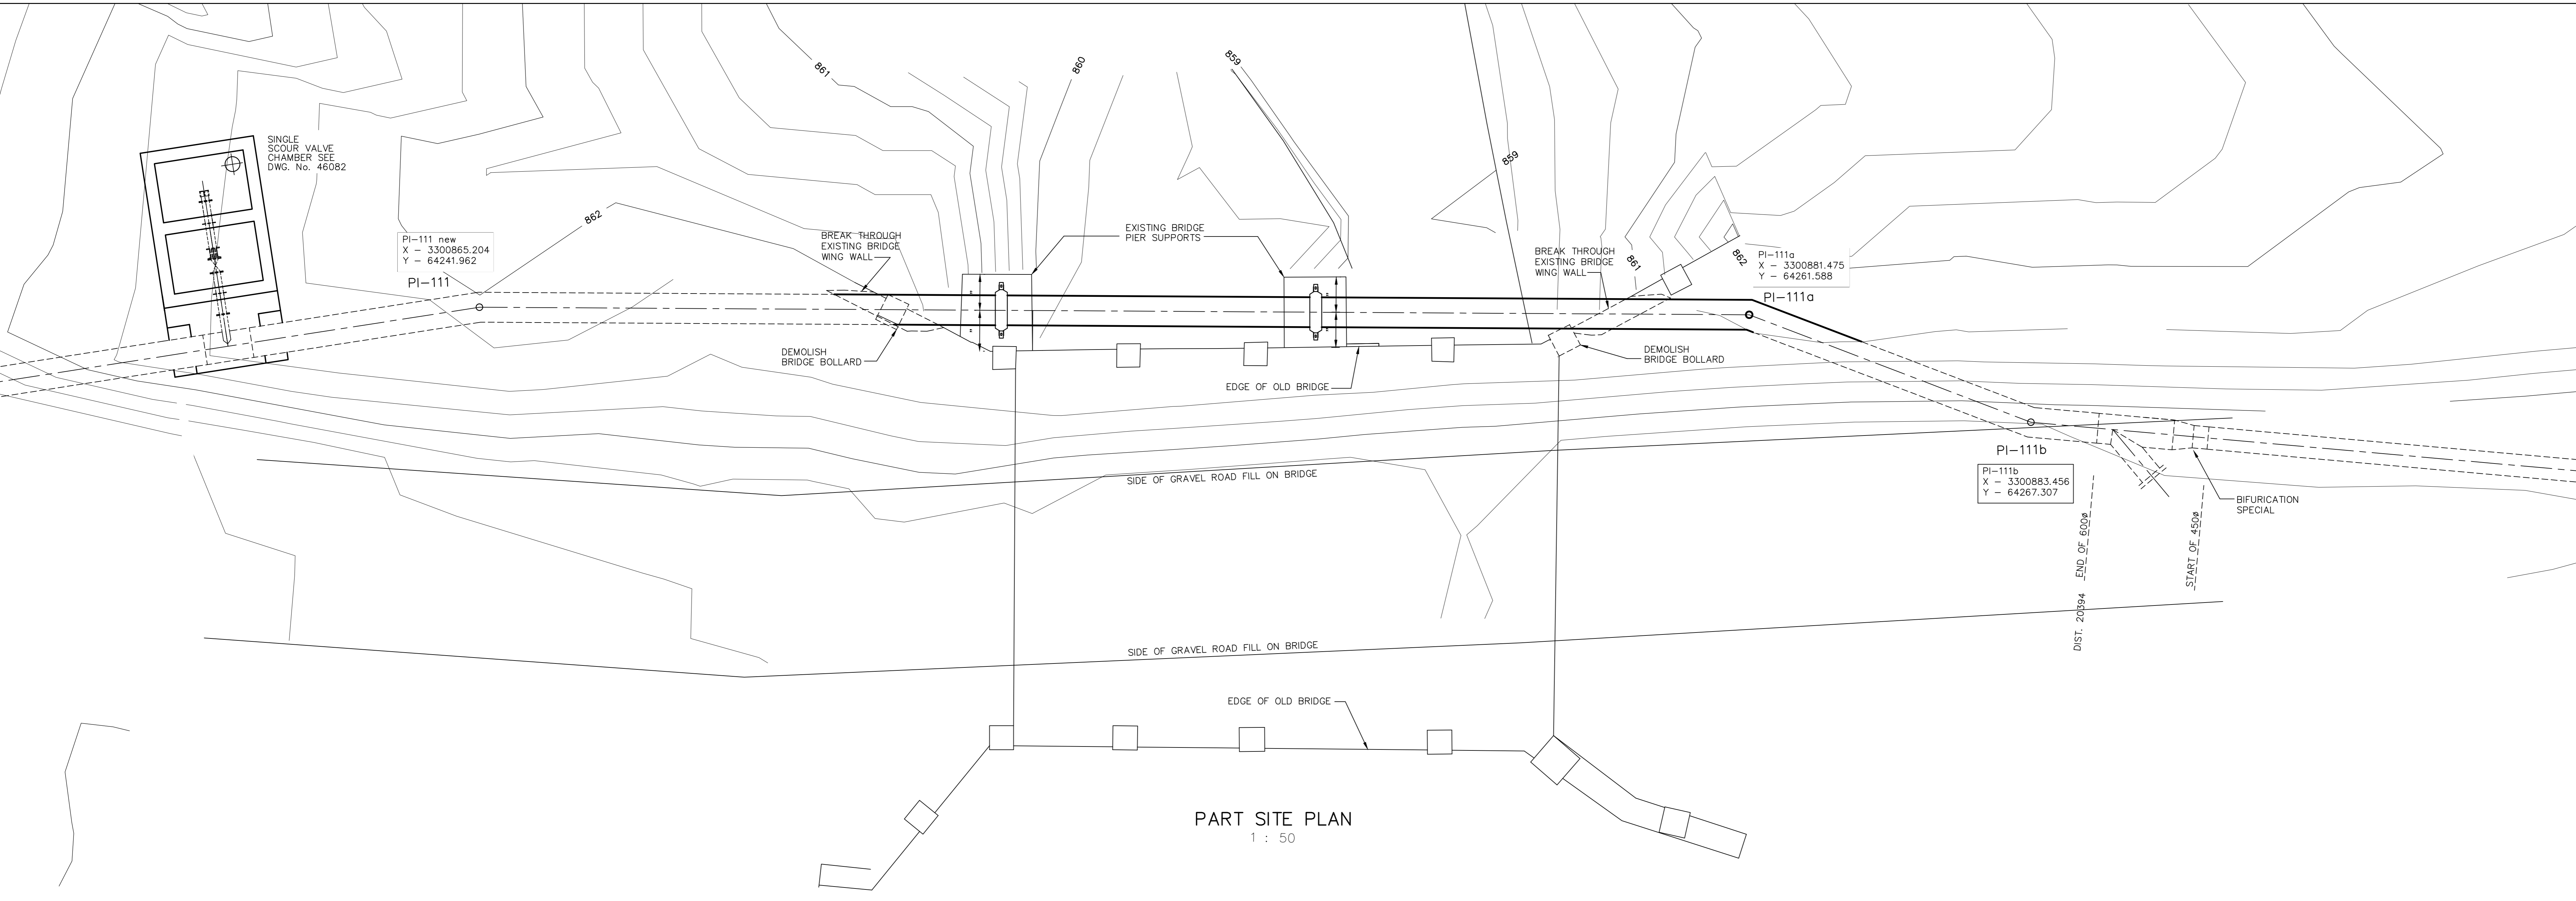 861
860
859
SINGLE
SCOUR VALVE
CHAMBER SEE
DWG. No. 46082
859
862
PI-111 new
X - 3300865.204
Y - 64241.962
PI-111
BREAK THROUGH
EXISTING BRIDGE
WING WALL
EXISTING BRIDGE
PIER SUPPORTS
BREAK THROUGH
EXISTING BRIDGE
WING WALL
861
862
PI-111a
X - 3300881.475
Y - 64261.588
PI-111a
DEMOLISH
BRIDGE BOLLARD
EDGE OF OLD BRIDGE
DEMOLISH
BRIDGE BOLLARD
SIDE OF GRAVEL ROAD FILL ON BRIDGE
PI-111b
PI-111b
X - 3300883.456
Y - 64267.307
BIFURICATION
SPECIAL
DIST. 20394 END OF 600ø
START OF 450ø
SIDE OF GRAVEL ROAD FILL ON BRIDGE
EDGE OF OLD BRIDGE
PART SITE PLAN
1 : 50